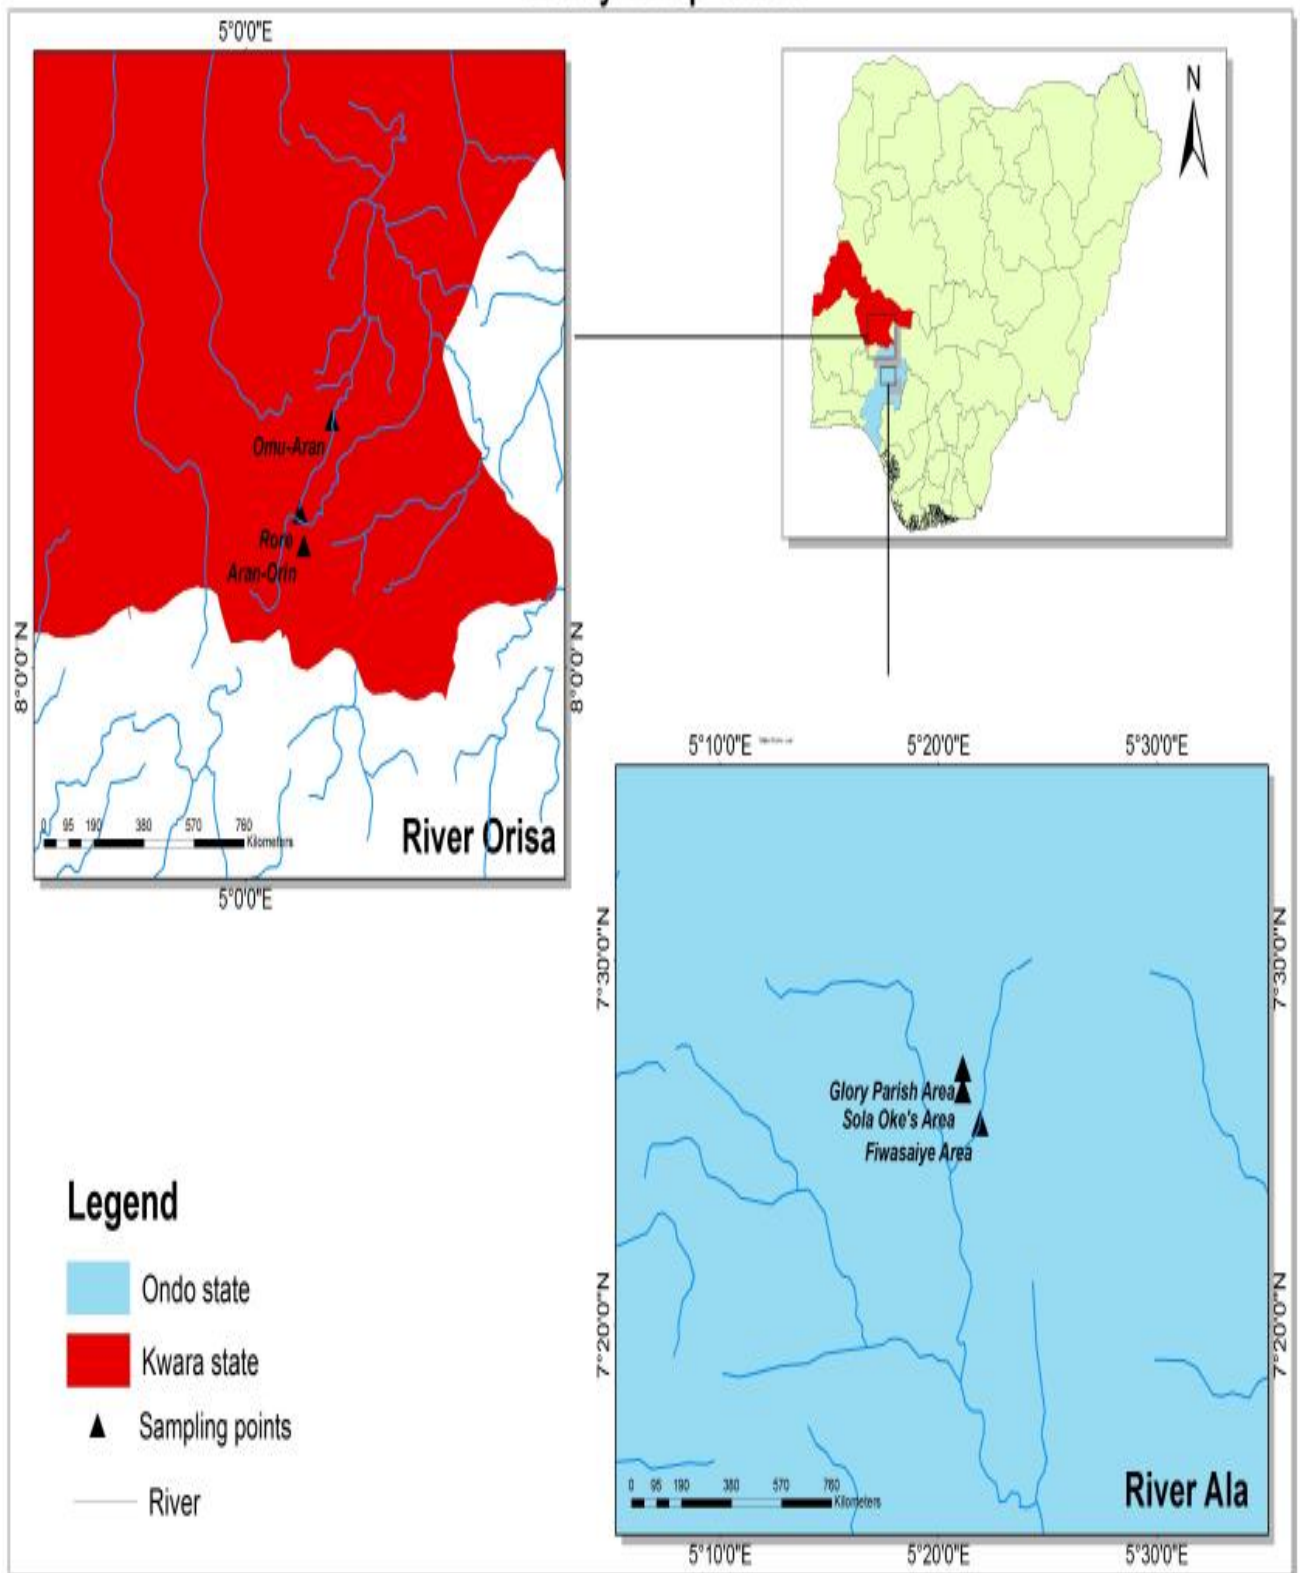 5°0'0"E
N
Omu-Aran
Rore
Aran-Orin
8°0'0"N
8°0'0"N
0 95 190 380 570 760
Kilometers
River Orisa
5°0'0"E
5°10'0"E 5°20'0"E 5°30'0"E
7°30'0"N
7°30'0"N
Glory Parish Area
Sola Oke's Area
Fiwasaiye Area
7°20'0"N
7°20'0"N
0 95 190 380 570 760
Kilometers
River Ala
5°10'0"E 5°20'0"E 5°30'0"E
Legend
Ondo state
Kwara state
Sampling points
River